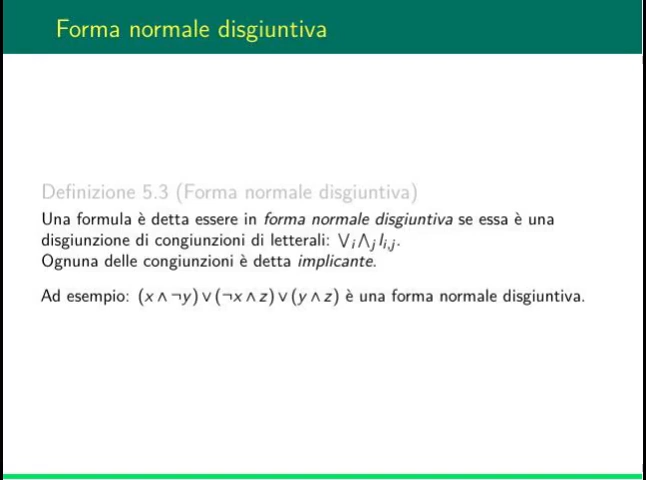 Forma normale disgiuntiva
Definizione 5.3 (Forma normale disgiuntiva)
Una formula è detta essere in forma normale disgiuntiva se essa è una
disgiunzione di congiunzioni di letterali: ⋁ᵢ⋀ⱼ lᵢ,ⱼ.
Ognuna delle congiunzioni è detta implicante.
Ad esempio: (x ∧ ¬y) ∨ (¬x ∧ z) ∨ (y ∧ z) è una forma normale disgiuntiva.